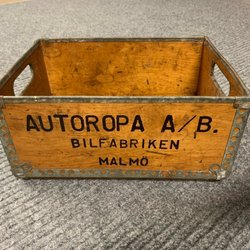 AUTOROPA A/B.
BILFABRIKEN
MALMÖ